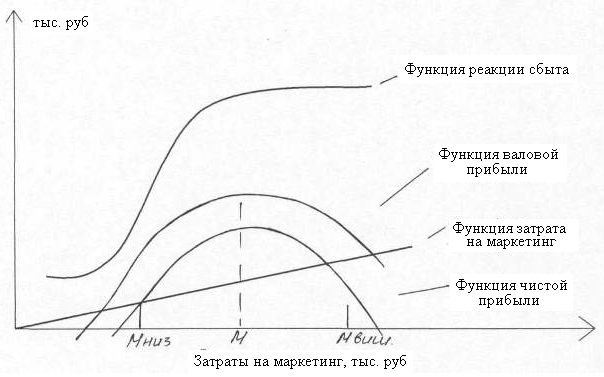 тыс. руб
Функция реакции сбыта
Функция валовой
прибыли
Функция затрата
на маркетинг
Функция чистой
прибыли
Мниз
М
Мвиш.
Затраты на маркетинг, тыс. руб